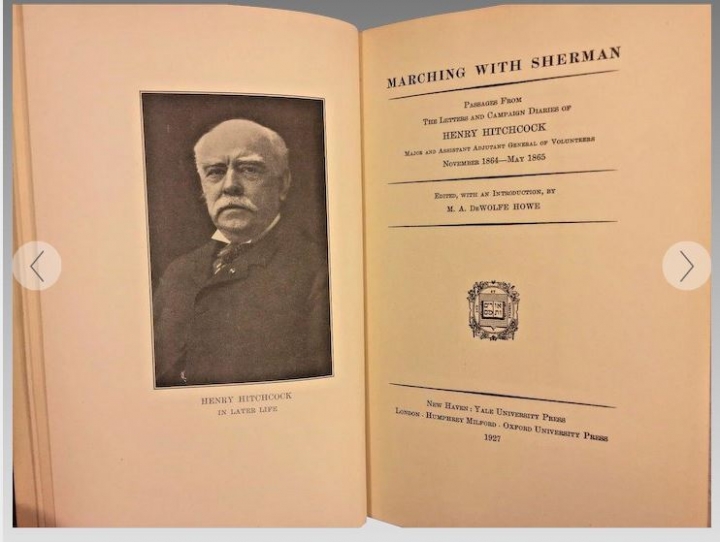 HENRY HITCHCOCK
IN LATER LIFE
MARCHING WITH SHERMAN
PASSAGES FROM
THE LETTERS AND CAMPAIGN DIARIES OF
HENRY HITCHCOCK
MAJOR AND ASSISTANT ADJUTANT GENERAL OF VOLUNTEERS
NOVEMBER 1864—MAY 1865
EDITED, WITH AN INTRODUCTION, BY
M. A. DEWOLFE HOWE
NEW HAVEN : YALE UNIVERSITY PRESS
LONDON · HUMPHREY MILFORD · OXFORD UNIVERSITY PRESS
1927